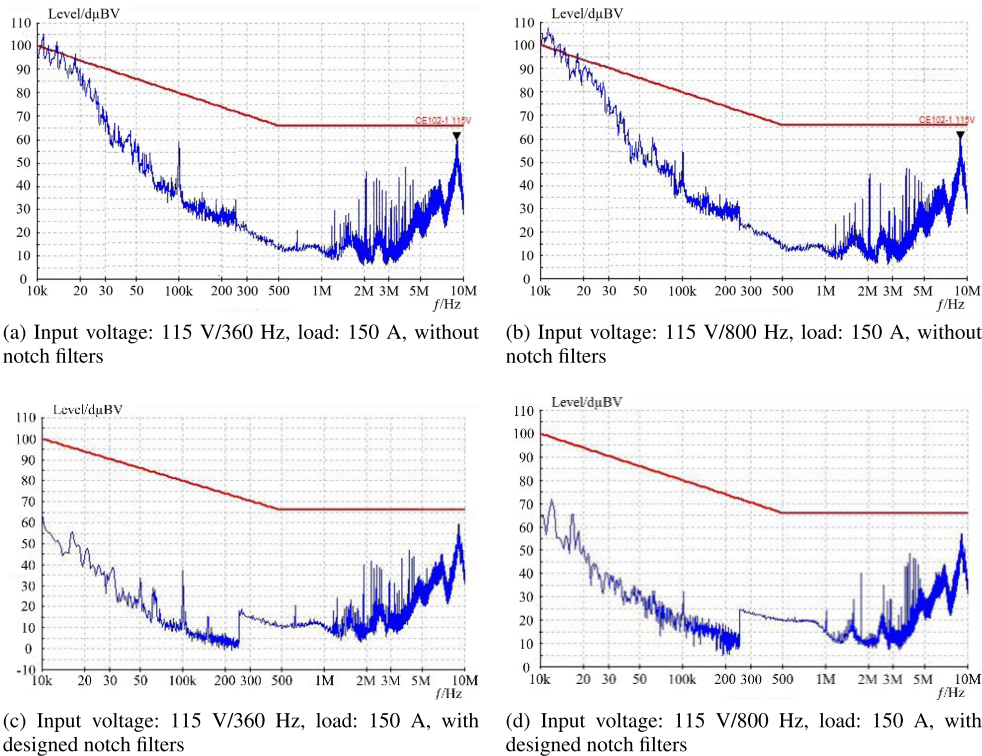 Level/dµBV
110
100
90
80
70
60
50
40
30
20
10
0
CE102-1 115V
10k 20 30 50 100k 200 300 500 1M 2M 3M 5M 10M
f/Hz
(a) Input voltage: 115 V/360 Hz, load: 150 A, without
notch filters
Level/dµBV
110
100
90
80
70
60
50
40
30
20
10
0
CE102-1 115V
10k 20 30 50 100k 200 300 500 1M 2M 3M 5M 10M
f/Hz
(b) Input voltage: 115 V/800 Hz, load: 150 A, without
notch filters
Level/dµBV
110
100
90
80
70
60
50
40
30
20
10
0
-10
10k 20 30 50 100k 200 300 500 1M 2M 3M 5M 10M
f/Hz
(c) Input voltage: 115 V/360 Hz, load: 150 A, with
designed notch filters
Level/dµBV
110
100
90
80
70
60
50
40
30
20
10
0
10k 20 30 50 100k 200 300 500 1M 2M 3M 5M 10M
f/Hz
(d) Input voltage: 115 V/800 Hz, load: 150 A, with
designed notch filters